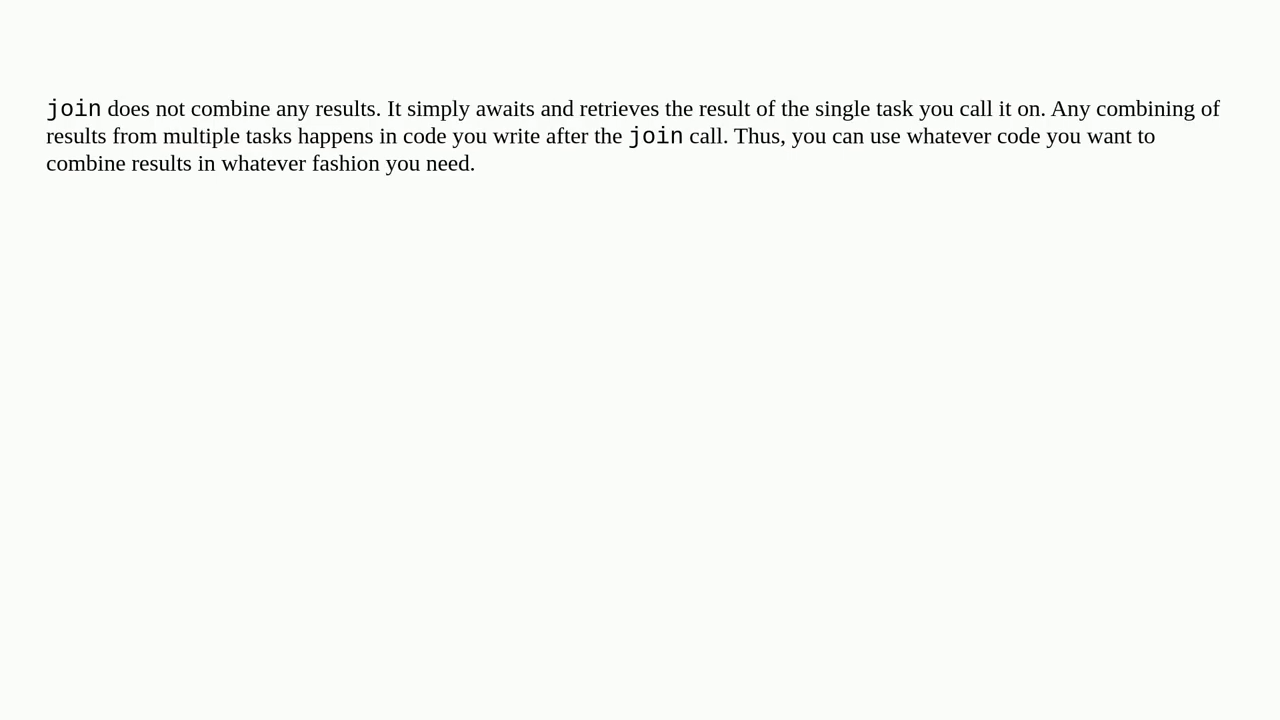 join does not combine any results. It simply awaits and retrieves the result of the single task you call it on. Any combining of
results from multiple tasks happens in code you write after the join call. Thus, you can use whatever code you want to
combine results in whatever fashion you need.